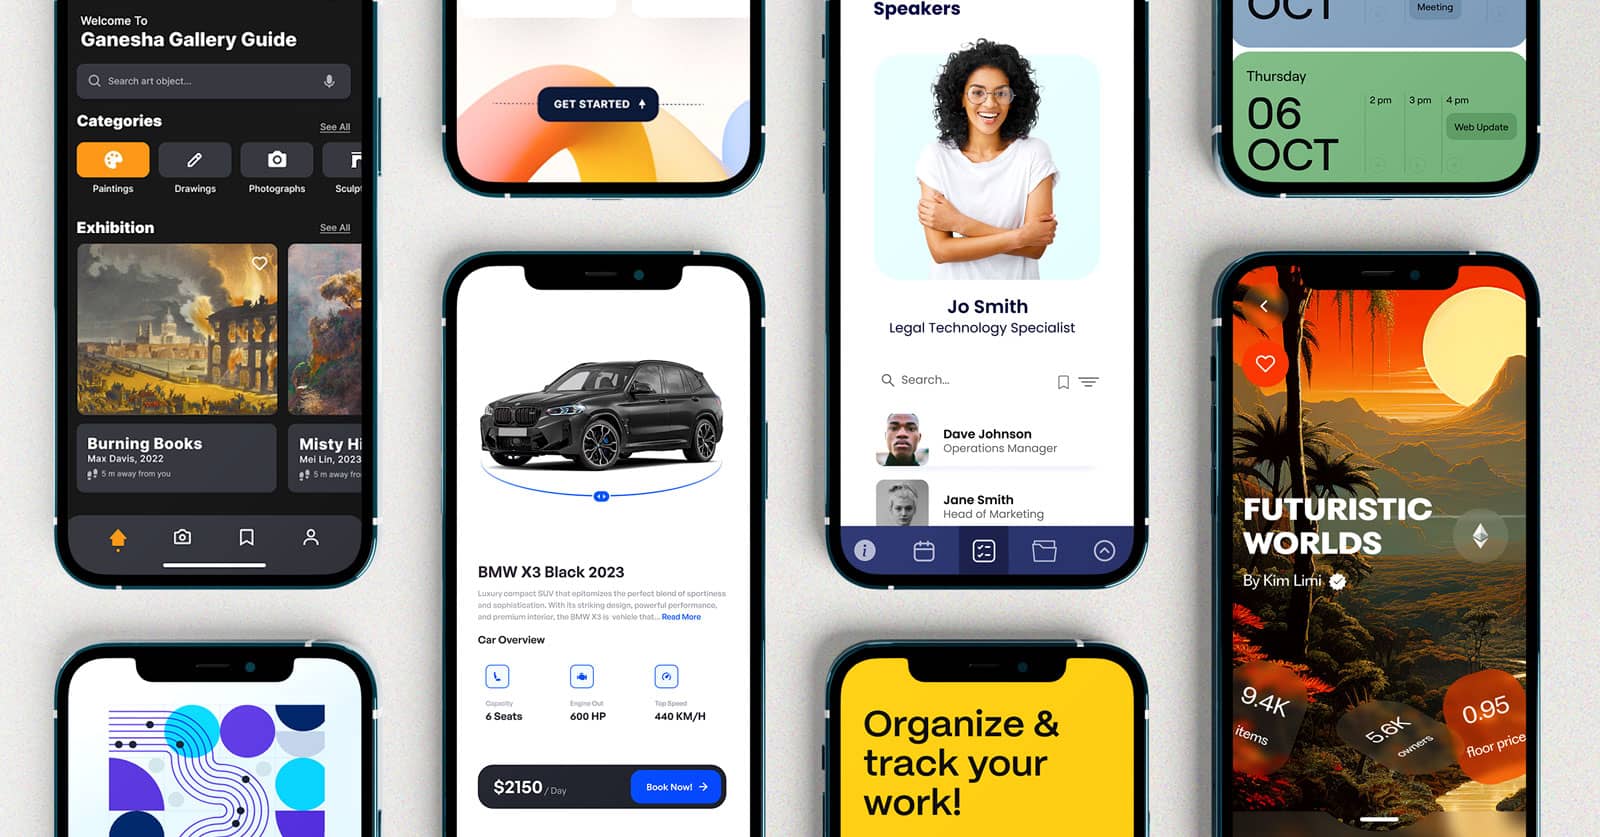 Welcome To
Ganesha Gallery Guide
Search art object...
Categories
See All
Paintings
Drawings
Photographs
Sculpt
Exhibition
See All
Burning Books
Max Davis, 2022
5 m away from you
Misty Hi
Mei Lin, 2023
5 m away fro
GET STARTED
BMW X3 Black 2023
Luxury compact SUV that epitomizes the perfect blend of sportiness
and sophistication. With its striking design, powerful performance,
and premium interior, the BMW X3 is vehicle that... Read More
Car Overview
Capacity
6 Seats
Engine Out
600 HP
Top Speed
440 KM/H
$2150 / Day
Book Now!
Speakers
Jo Smith
Legal Technology Specialist
Search...
Dave Johnson
Operations Manager
Jane Smith
Head of Marketing
Organize &
track your
work!
OCT
Meeting
Thursday
06
OCT
2 pm
3 pm
4 pm
Web Update
FUTURISTIC
WORLDS
By Kim Limi
9.4K
items
5.6K
owners
0.95
floor price